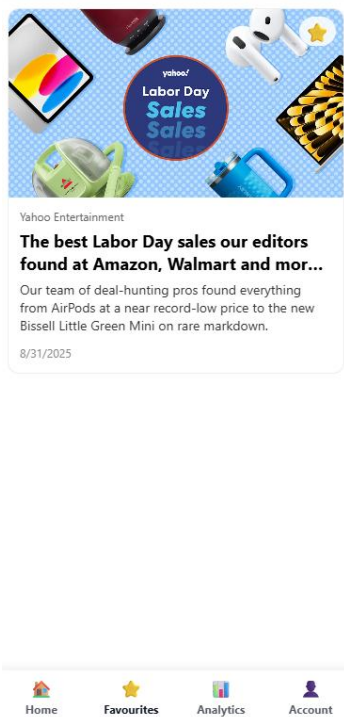 yahoo!
Labor Day
Sales
Sales
Sales
Yahoo Entertainment
The best Labor Day sales our editors
found at Amazon, Walmart and mor...
Our team of deal-hunting pros found everything
from AirPods at a near record-low price to the new
Bissell Little Green Mini on rare markdown.
8/31/2025
Home
Favourites
Analytics
Account